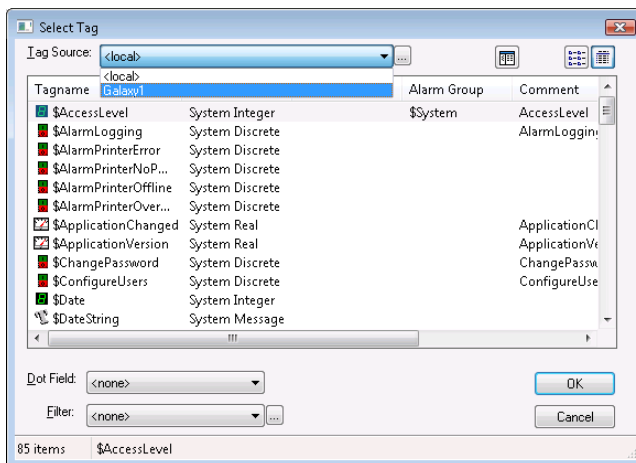 Select Tag
Tag Source: <local>
<local>
Galaxy1
Tagname Alarm Group Comment
$AccessLevel System Integer $System AccessLevel
$AlarmLogging System Discrete AlarmLogging
$AlarmPrinterError System Discrete
$AlarmPrinterNoP... System Discrete
$AlarmPrinterOffline System Discrete
$AlarmPrinterOver... System Discrete
$ApplicationChanged System Real ApplicationCl
$ApplicationVersion System Real ApplicationVe
$ChangePassword System Discrete ChangePassw
$ConfigureUsers System Discrete ConfigureUse
$Date System Integer
$DateString System Message
Dot Field: <none>
OK
Filter: <none> ...
Cancel
85 items $AccessLevel